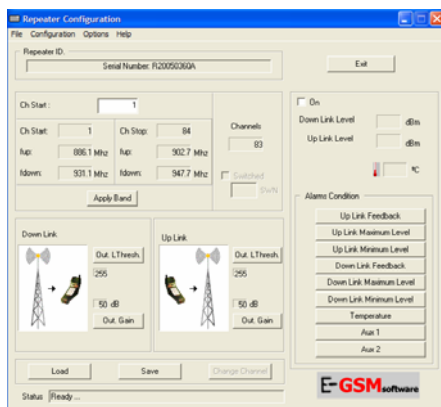 Repeater Configuration
File Configuration Options Help
Repeater ID.
Serial Number: R20050360A
Exit
Ch Start : 1
Ch Start: 1 Ch Stop: 84
fup: 886.1 Mhz fup: 902.7 Mhz
fdown: 931.1 Mhz fdown: 947.7 Mhz
Apply Band
Channels
83
Switched
SWN
On
Down Link Level dBm
Up Link Level dBm
ºC
Alarms Condition
Up Link Feedback
Up Link Maximum Level
Up Link Minimum Level
Down Link Feedback
Down Link Maximum Level
Down Link Minimum Level
Temperature
Aux 1
Aux 2
Down Link
Out. LThresh.
255
50 dB
Out. Gain
Up Link
Out. LThresh.
255
50 dB
Out. Gain
Load Save Change Channel
Status Ready ...
E-GSM software